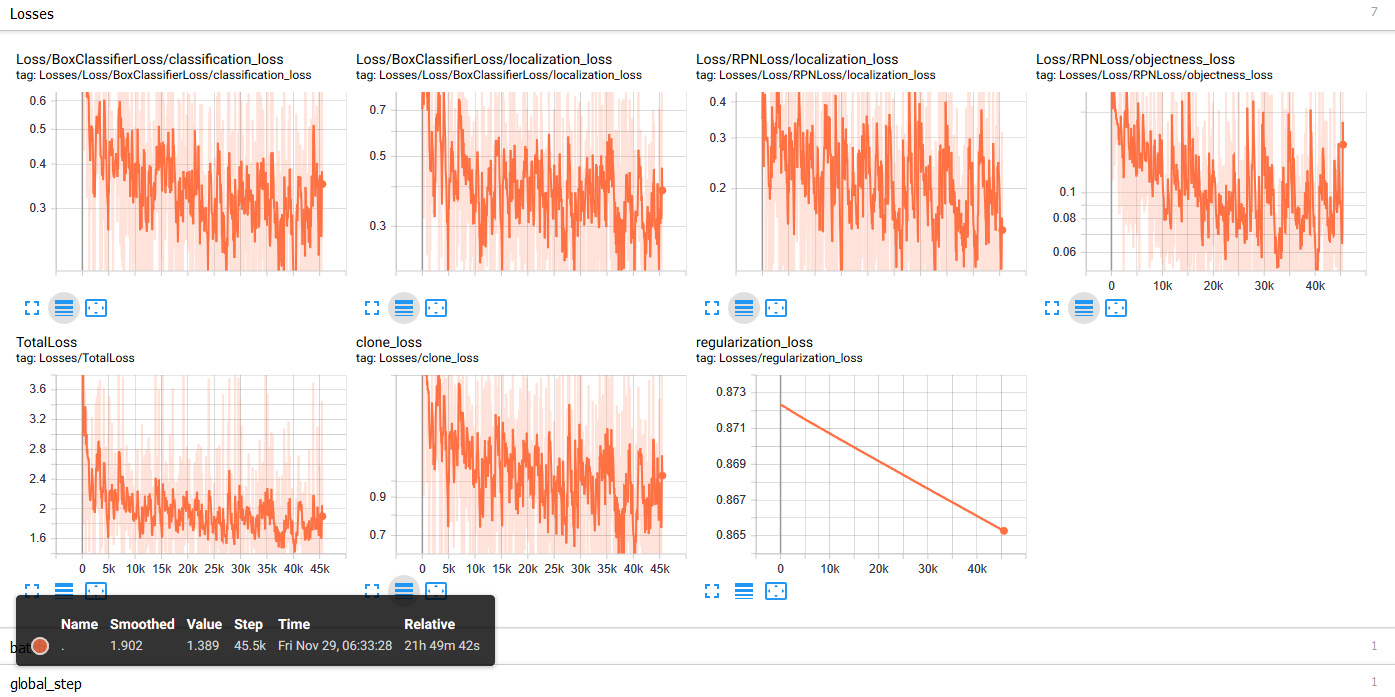 Losses 7
Loss/BoxClassifierLoss/classification_loss
tag: Losses/Loss/BoxClassifierLoss/classification_loss
0.6
0.5
0.4
0.3
Loss/BoxClassifierLoss/localization_loss
tag: Losses/Loss/BoxClassifierLoss/localization_loss
0.7
0.5
0.3
Loss/RPNLoss/localization_loss
tag: Losses/Loss/RPNLoss/localization_loss
0.4
0.3
0.2
Loss/RPNLoss/objectness_loss
tag: Losses/Loss/RPNLoss/objectness_loss
0.1
0.08
0.06
0 10k 20k 30k 40k
TotalLoss
tag: Losses/TotalLoss
3.6
3.2
2.8
2.4
2
1.6
0 5k 10k 15k 20k 25k 30k 35k 40k 45k
clone_loss
tag: Losses/clone_loss
0.9
0.7
0 5k 10k 15k 20k 25k 30k 35k 40k 45k
regularization_loss
tag: Losses/regularization_loss
0.873
0.871
0.869
0.867
0.865
0 10k 20k 30k 40k
Name Smoothed Value Step Time Relative
. 1.902 1.389 45.5k Fri Nov 29, 06:33:28 21h 49m 42s
1
global_step 1